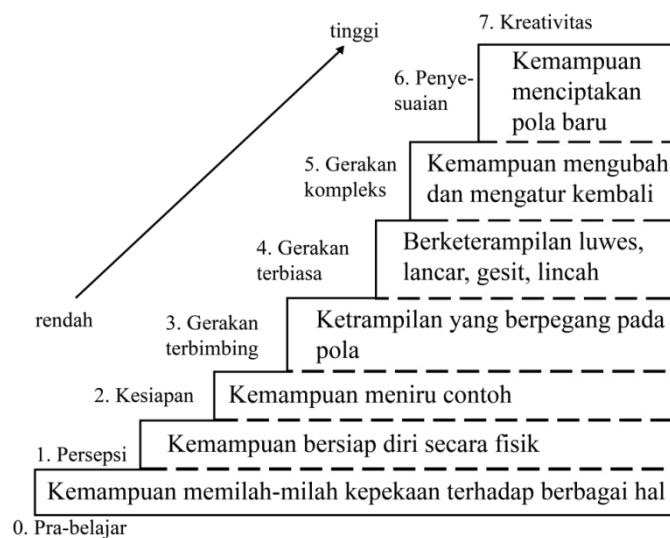 7. Kreativitas
tinggi
6. Penye-
suaian
Kemampuan
menciptakan
pola baru
5. Gerakan
kompleks
Kemampuan mengubah
dan mengatur kembali
4. Gerakan
terbiasa
Berketerampilan luwes,
lancar, gesit, lincah
rendah
3. Gerakan
terbimbing
Ketrampilan yang berpegang pada
pola
2. Kesiapan
Kemampuan meniru contoh
1. Persepsi
Kemampuan bersiap diri secara fisik
Kemampuan memilah-milah kepekaan terhadap berbagai hal
0. Pra-belajar